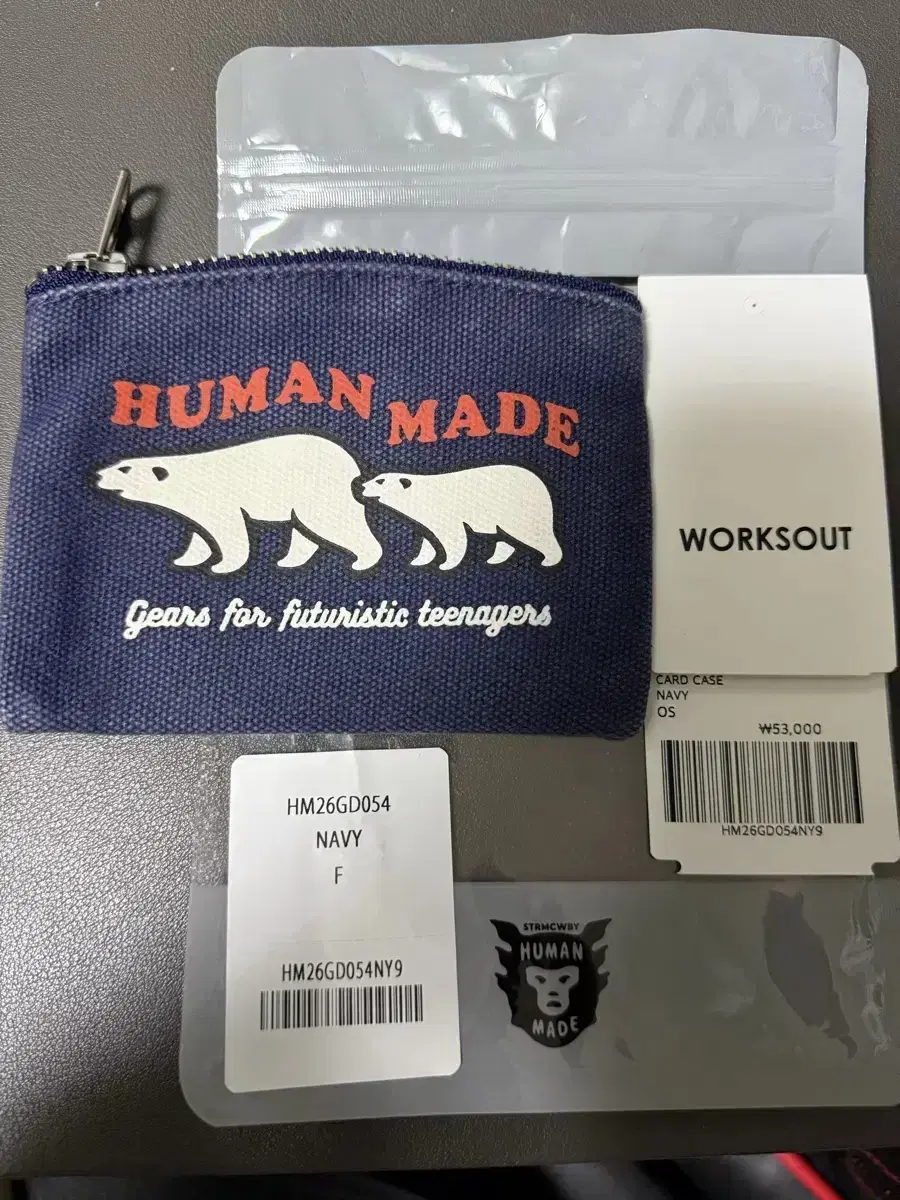 HUMAN MADE
Gears for futuristic teenagers
WORKSOUT
CARD CASE
NAVY
OS
₩53,000
HM26GD054NY9
HM26GD054
NAVY
F
HM26GD054NY9
STRMCWBY
HUMAN
MADE